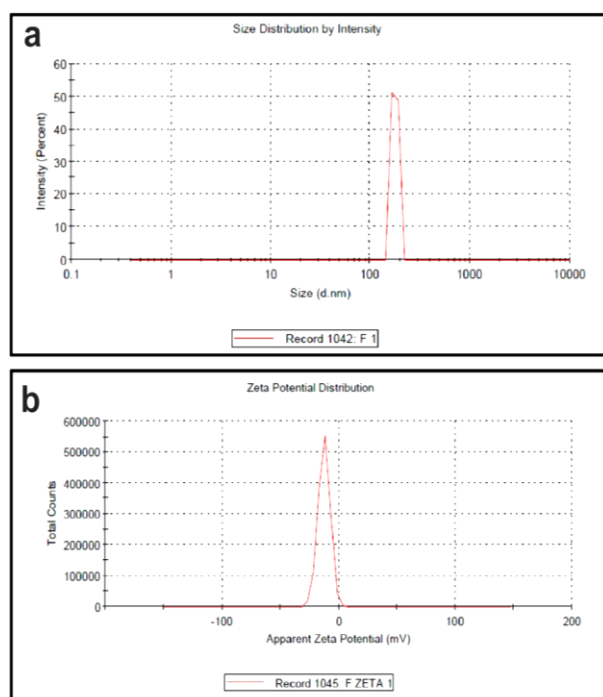 a
Size Distribution by Intensity
60
50
40
30
20
10
0
Intensity (Percent)
0.1 1 10 100 1000 10000
Size (d.nm)
Record 1042: F 1
b
Zeta Potential Distribution
600000
500000
400000
300000
200000
100000
0
Total Counts
-100 0 100 200
Apparent Zeta Potential (mV)
Record 1045: F ZETA 1